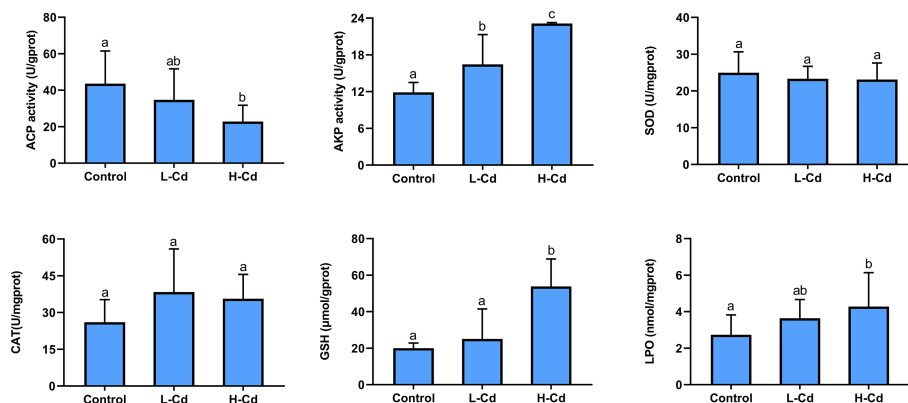 ACP activity (U/gprot)
80
60
40
20
0
a
ab
b
Control L-Cd H-Cd
AKP activity (U/gprot)
24
18
12
6
0
a
b
c
Control L-Cd H-Cd
SOD (U/mgprot)
40
30
20
10
0
a
a
a
Control L-Cd H-Cd
CAT(U/mgprot)
60
45
30
15
0
a
a
a
Control L-Cd H-Cd
GSH (μmol/gprot)
80
60
40
20
0
a
a
b
Control L-Cd H-Cd
LPO (nmol/mgprot)
8
6
4
2
0
a
ab
b
Control L-Cd H-Cd